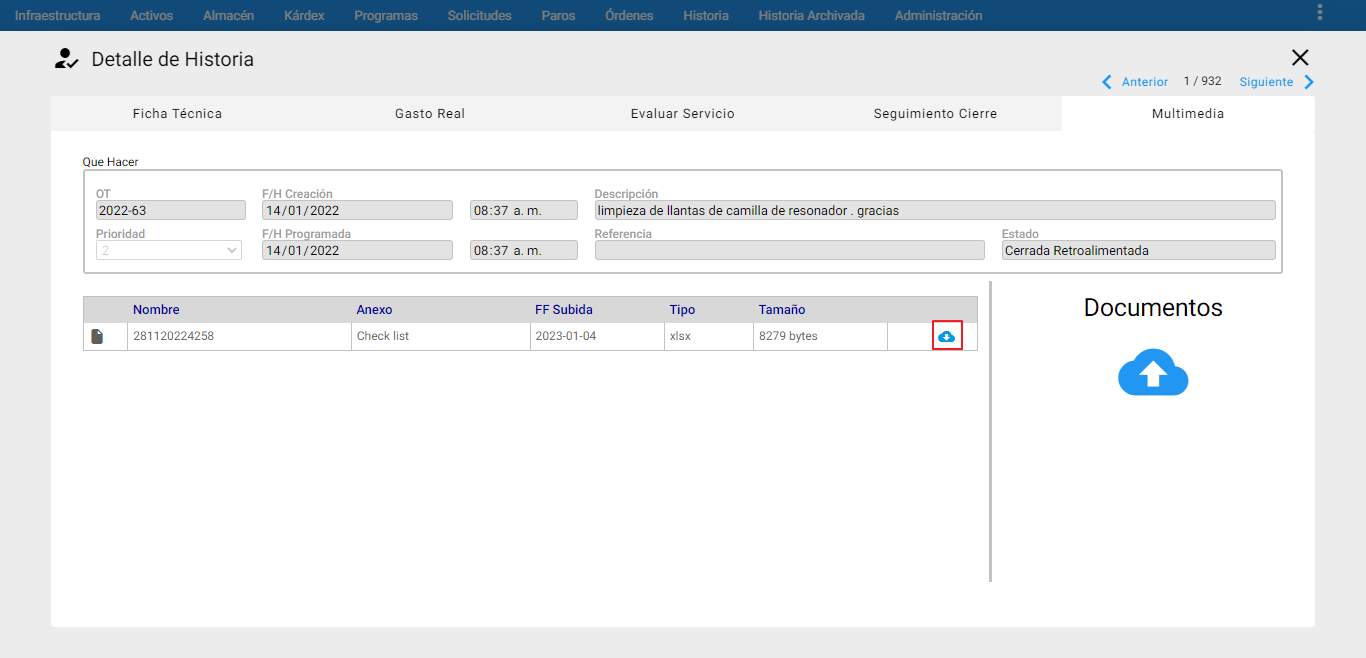 Infraestructura Activos Almacén Kárdex Programas Solicitudes Paros Órdenes Historia Historia Archivada Administración
Detalle de Historia
Anterior 1 / 932 Siguiente
Ficha Técnica Gasto Real Evaluar Servicio Seguimiento Cierre Multimedia
Que Hacer
OT F/H Creación Descripción
2022-63 14/01/2022 08:37 a. m. limpieza de llantas de camilla de resonador . gracias
Prioridad F/H Programada Referencia Estado
2 14/01/2022 08:37 a. m. Cerrada Retroalimentada
Nombre Anexo FF Subida Tipo Tamaño
281120224258 Check list 2023-01-04 xlsx 8279 bytes
Documentos